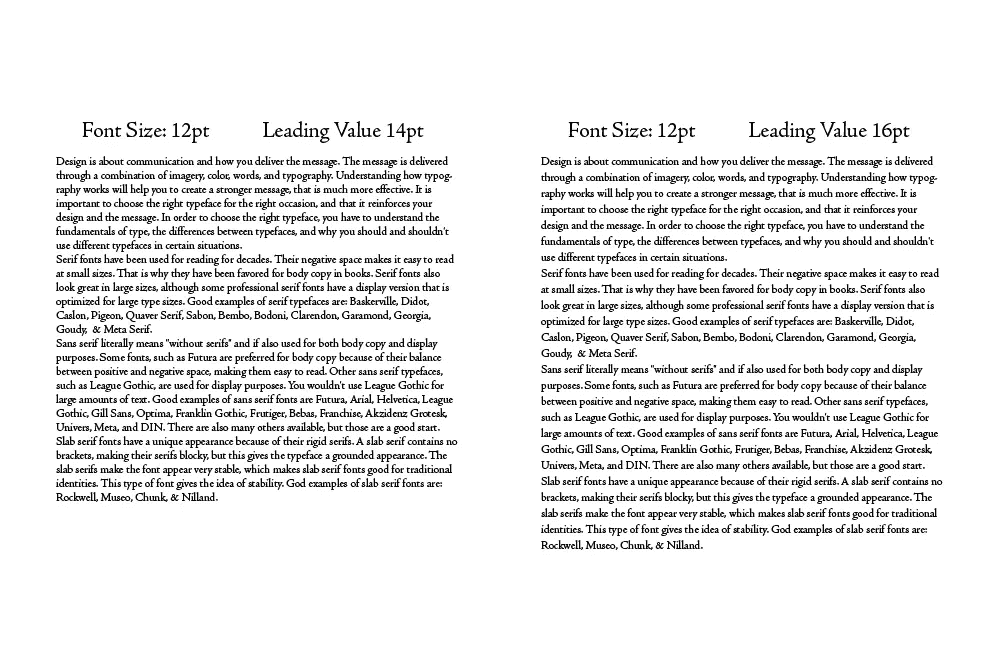 Font Size: 12pt Leading Value 14pt
Design is about communication and how you deliver the message. The message is delivered
through a combination of imagery, color, words, and typography. Understanding how typog-
raphy works will help you to create a stronger message, that is much more effective. It is
important to choose the right typeface for the right occasion, and that it reinforces your
design and the message. In order to choose the right typeface, you have to understand the
fundamentals of type, the differences between typefaces, and why you should and shouldn't
use different typefaces in certain situations.
Serif fonts have been used for reading for decades. Their negative space makes it easy to read
at small sizes. That is why they have been favored for body copy in books. Serif fonts also
look great in large sizes, although some professional serif fonts have a display version that is
optimized for large type sizes. Good examples of serif typefaces are: Baskerville, Didot,
Caslon, Pigeon, Quaver Serif, Sabon, Bembo, Bodoni, Clarendon, Garamond, Georgia,
Goudy, & Meta Serif.
Sans serif literally means "without serifs" and if also used for both body copy and display
purposes. Some fonts, such as Futura are preferred for body copy because of their balance
between positive and negative space, making them easy to read. Other sans serif typefaces,
such as League Gothic, are used for display purposes. You wouldn't use League Gothic for
large amounts of text. Good examples of sans serif fonts are Futura, Arial, Helvetica, League
Gothic, Gill Sans, Optima, Franklin Gothic, Frutiger, Bebas, Franchise, Akzidenz Grotesk,
Univers, Meta, and DIN. There are also many others available, but those are a good start.
Slab serif fonts have a unique appearance because of their rigid serifs. A slab serif contains no
brackets, making their serifs blocky, but this gives the typeface a grounded appearance. The
slab serifs make the font appear very stable, which makes slab serif fonts good for traditional
identities. This type of font gives the idea of stability. God examples of slab serif fonts are:
Rockwell, Museo, Chunk, & Nilland.
Font Size: 12pt Leading Value 16pt
Design is about communication and how you deliver the message. The message is delivered
through a combination of imagery, color, words, and typography. Understanding how typog-
raphy works will help you to create a stronger message, that is much more effective. It is
important to choose the right typeface for the right occasion, and that it reinforces your
design and the message. In order to choose the right typeface, you have to understand the
fundamentals of type, the differences between typefaces, and why you should and shouldn't
use different typefaces in certain situations.
Serif fonts have been used for reading for decades. Their negative space makes it easy to read
at small sizes. That is why they have been favored for body copy in books. Serif fonts also
look great in large sizes, although some professional serif fonts have a display version that is
optimized for large type sizes. Good examples of serif typefaces are: Baskerville, Didot,
Caslon, Pigeon, Quaver Serif, Sabon, Bembo, Bodoni, Clarendon, Garamond, Georgia,
Goudy, & Meta Serif.
Sans serif literally means "without serifs" and if also used for both body copy and display
purposes. Some fonts, such as Futura are preferred for body copy because of their balance
between positive and negative space, making them easy to read. Other sans serif typefaces,
such as League Gothic, are used for display purposes. You wouldn't use League Gothic for
large amounts of text. Good examples of sans serif fonts are Futura, Arial, Helvetica, League
Gothic, Gill Sans, Optima, Franklin Gothic, Frutiger, Bebas, Franchise, Akzidenz Grotesk,
Univers, Meta, and DIN. There are also many others available, but those are a good start.
Slab serif fonts have a unique appearance because of their rigid serifs. A slab serif contains no
brackets, making their serifs blocky, but this gives the typeface a grounded appearance. The
slab serifs make the font appear very stable, which makes slab serif fonts good for traditional
identities. This type of font gives the idea of stability. God examples of slab serif fonts are:
Rockwell, Museo, Chunk, & Nilland.